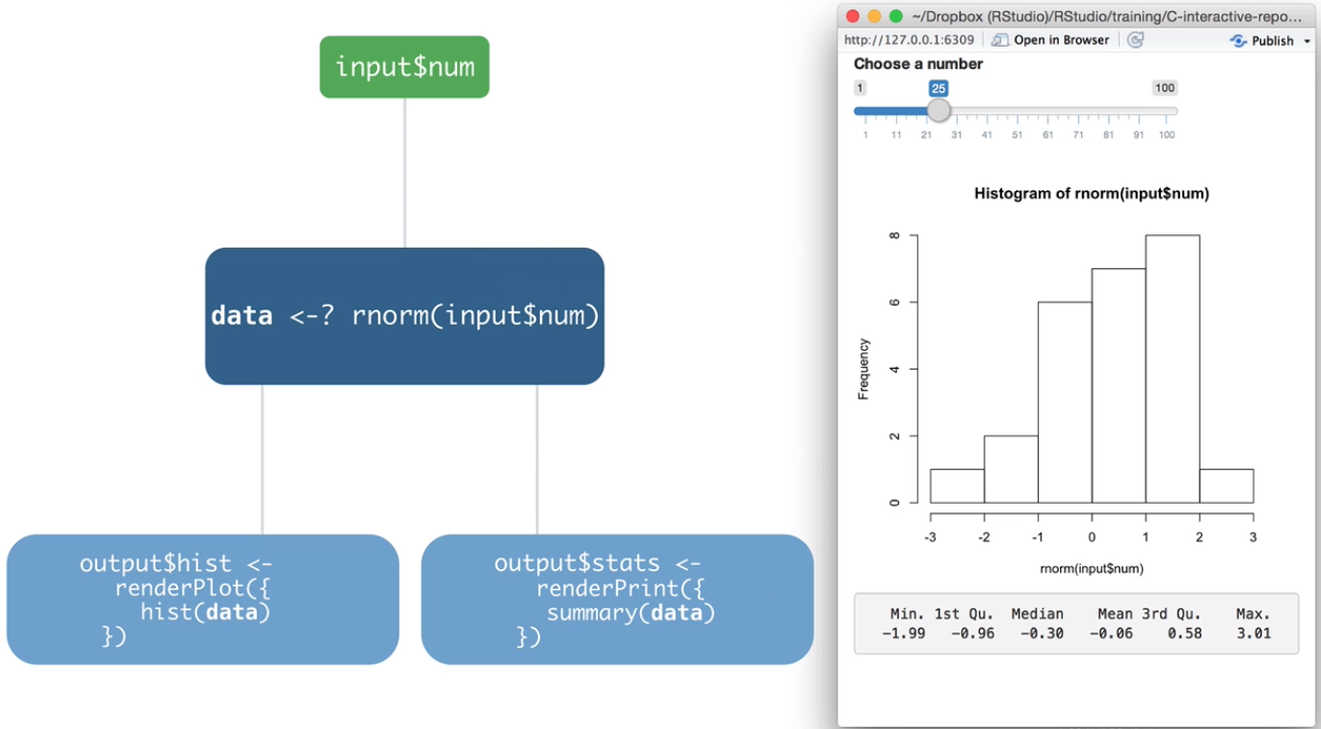 input$num
data <-? rnorm(input$num)
output$hist <-
renderPlot({
hist(data)
})
output$stats <-
renderPrint({
summary(data)
})
~/Dropbox (RStudio)/RStudio/training/C-interactive-repo...
http://127.0.0.1:6309 Open in Browser Publish
Choose a number
1 25 100
1 11 21 31 41 51 61 71 81 91 100
Histogram of rnorm(input$num)
Frequency
8
6
4
2
0
-3 -2 -1 0 1 2 3
rnorm(input$num)
Min. 1st Qu. Median Mean 3rd Qu. Max.
-1.99 -0.96 -0.30 -0.06 0.58 3.01